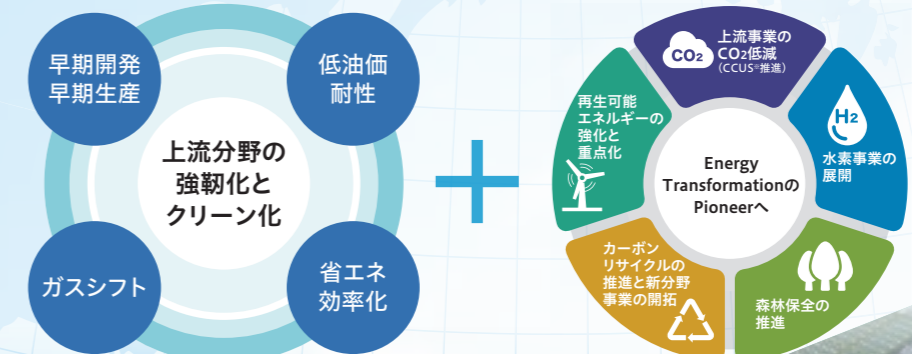 早期開発
早期生産
低油価
耐性
上流分野の
強靭化と
クリーン化
ガスシフト
省エネ
効率化
CO2
上流事業の
CO2低減
(CCUS※推進)
H2
水素事業の
展開
森林保全の
推進
カーボン
リサイクルの
推進と新分野
事業の開拓
再生可能
エネルギーの
強化と
重点化
Energy
Transformationの
Pioneerへ